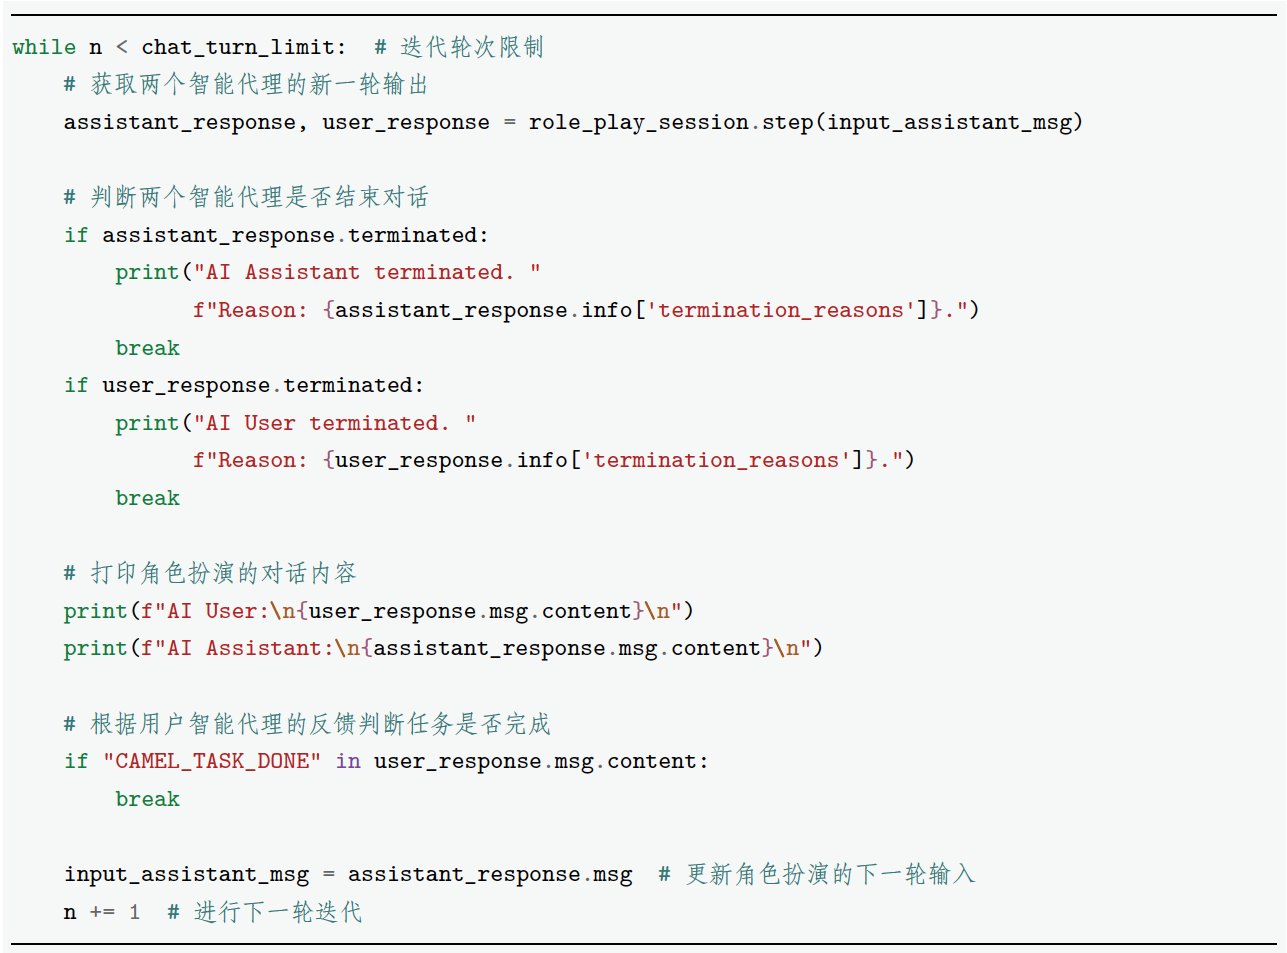 while n < chat_turn_limit:  # 迭代轮次限制
    # 获取两个智能代理的新一轮输出
    assistant_response, user_response = role_play_session.step(input_assistant_msg)

    # 判断两个智能代理是否结束对话
    if assistant_response.terminated:
        print("AI Assistant terminated. "
              f"Reason: {assistant_response.info['termination_reasons']}.")
        break
    if user_response.terminated:
        print("AI User terminated. "
              f"Reason: {user_response.info['termination_reasons']}.")
        break

    # 打印角色扮演的对话内容
    print(f"AI User:\n{user_response.msg.content}\n")
    print(f"AI Assistant:\n{assistant_response.msg.content}\n")

    # 根据用户智能代理的反馈判断任务是否完成
    if "CAMEL_TASK_DONE" in user_response.msg.content:
        break

    input_assistant_msg = assistant_response.msg  # 更新角色扮演的下一轮输入
    n += 1  # 进行下一轮迭代